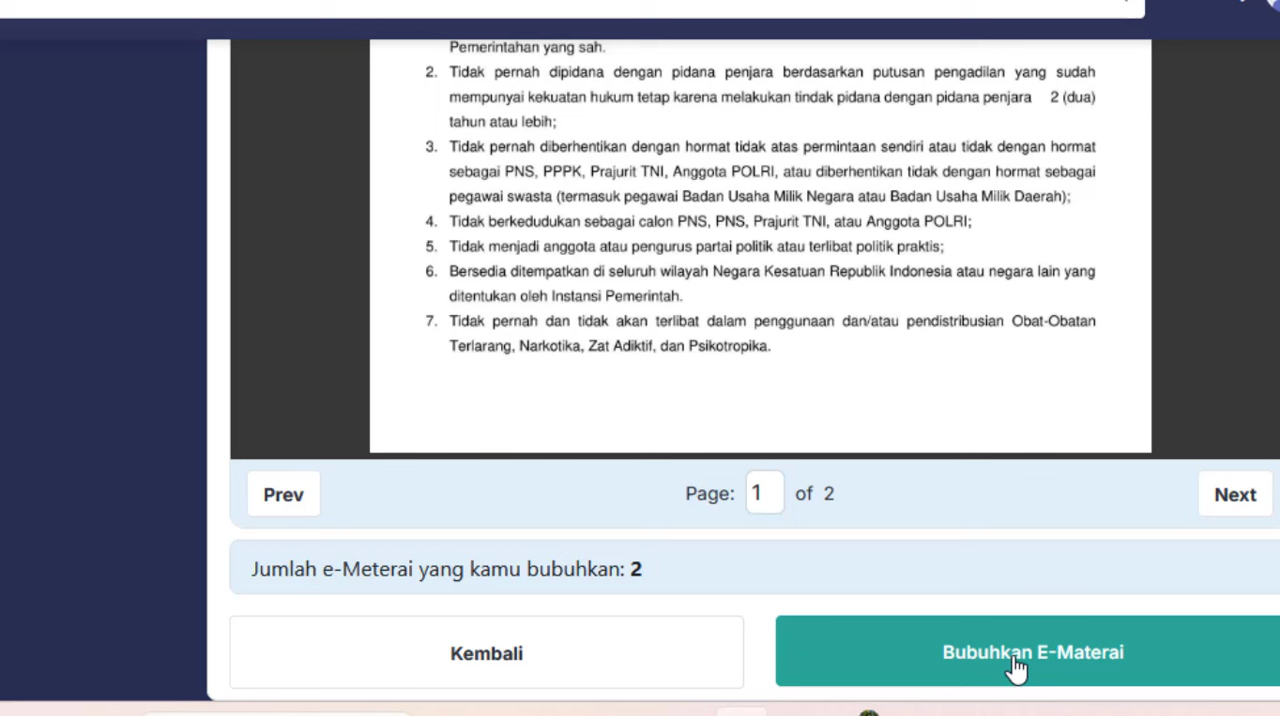 Pemerintahan yang sah.
2. Tidak pernah dipidana dengan pidana penjara berdasarkan putusan pengadilan yang sudah
mempunyai kekuatan hukum tetap karena melakukan tindak pidana dengan pidana penjara 2 (dua)
tahun atau lebih;
3. Tidak pernah diberhentikan dengan hormat tidak atas permintaan sendiri atau tidak dengan hormat
sebagai PNS, PPPK, Prajurit TNI, Anggota POLRI, atau diberhentikan tidak dengan hormat sebagai
pegawai swasta (termasuk pegawai Badan Usaha Milik Negara atau Badan Usaha Milik Daerah);
4. Tidak berkedudukan sebagai calon PNS, PNS, Prajurit TNI, atau Anggota POLRI;
5. Tidak menjadi anggota atau pengurus partai politik atau terlibat politik praktis;
6. Bersedia ditempatkan di seluruh wilayah Negara Kesatuan Republik Indonesia atau negara lain yang
ditentukan oleh Instansi Pemerintah.
7. Tidak pernah dan tidak akan terlibat dalam penggunaan dan/atau pendistribusian Obat-Obatan
Terlarang, Narkotika, Zat Adiktif, dan Psikotropika.
Prev Page: 1 of 2 Next
Jumlah e-Meterai yang kamu bubuhkan: 2
Kembali Bubuhkan E-Materai